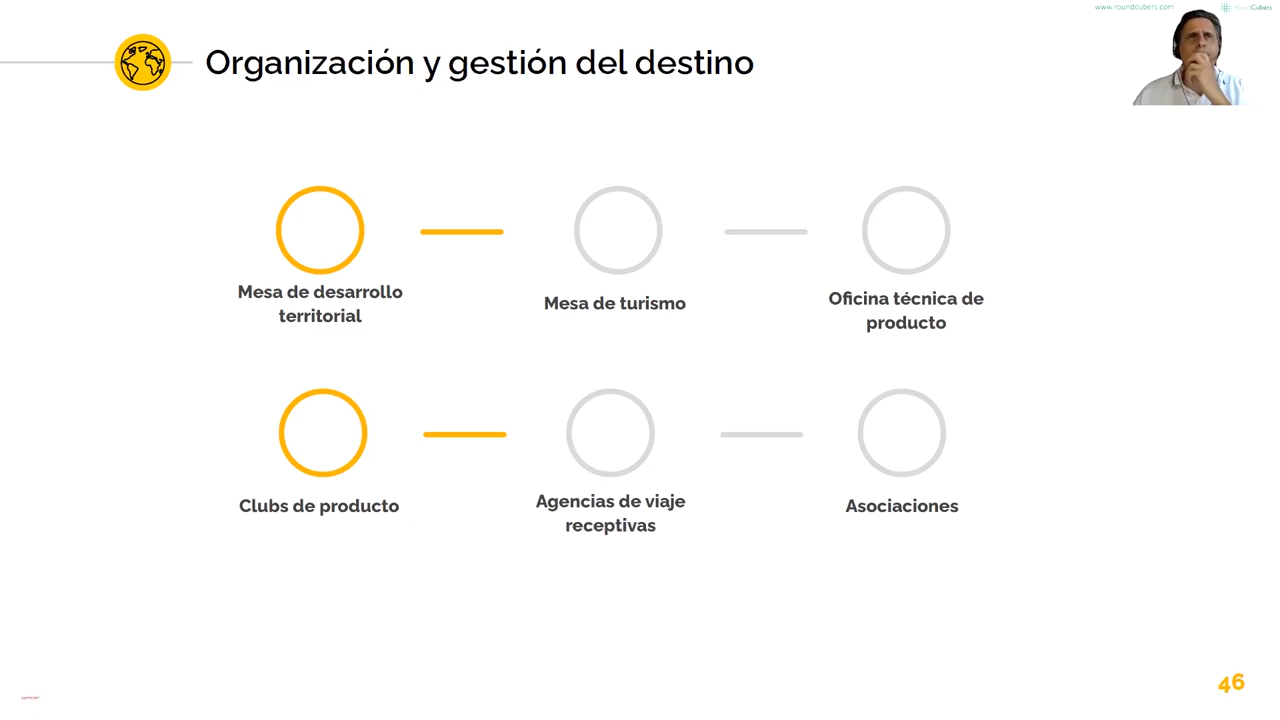 www.roundcubers.com
roundCubers
Organización y gestión del destino
Mesa de desarrollo
territorial
Mesa de turismo
Oficina técnica de
producto
Clubs de producto
Agencias de viaje
receptivas
Asociaciones
46